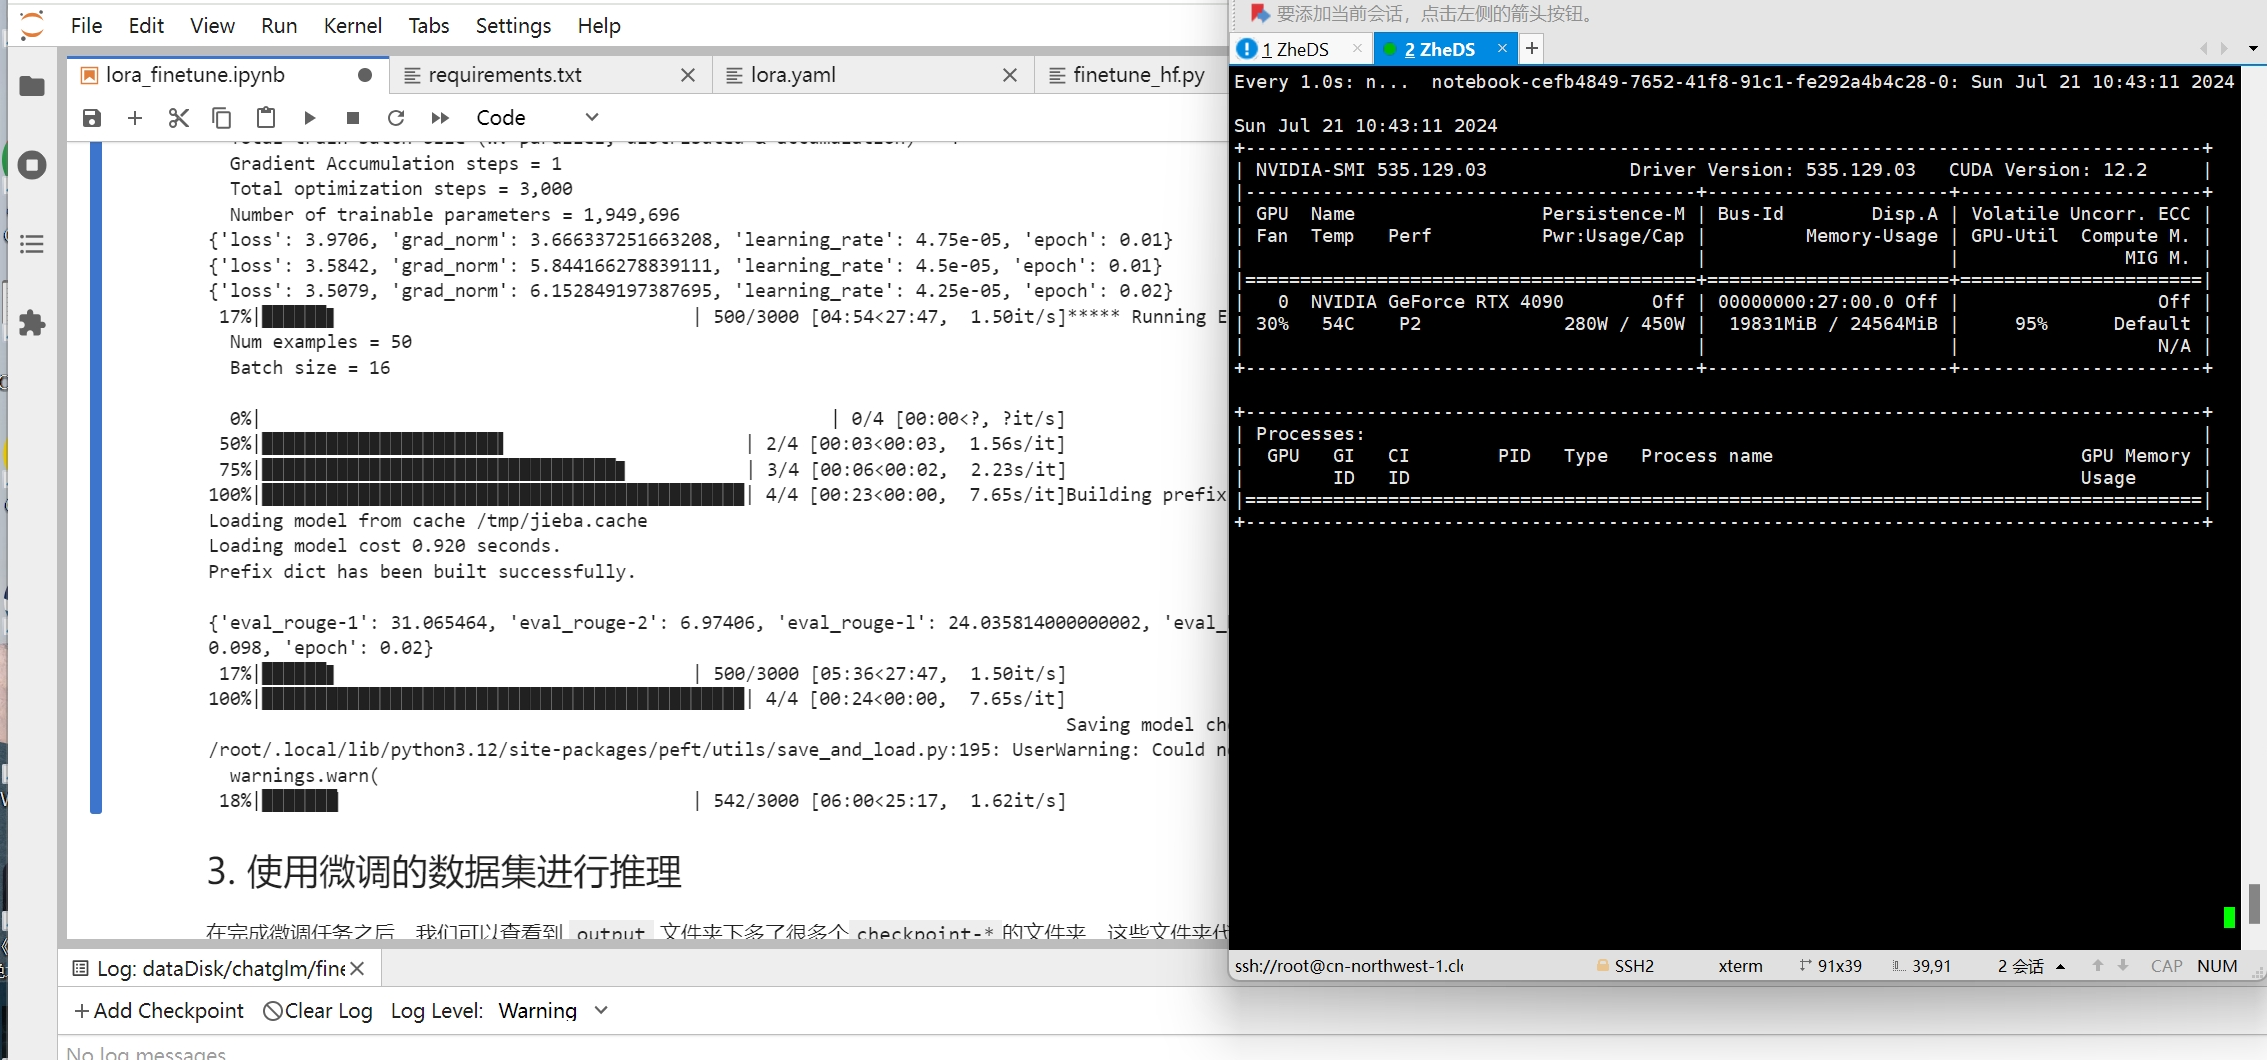 File Edit View Run Kernel Tabs Settings Help
lora_finetune.ipynb
requirements.txt
lora.yaml
finetune_hf.py
Code
Gradient Accumulation steps = 1
Total optimization steps = 3,000
Number of trainable parameters = 1,949,696
{'loss': 3.9706, 'grad_norm': 3.666337251663208, 'learning_rate': 4.75e-05, 'epoch': 0.01}
{'loss': 3.5842, 'grad_norm': 5.844166278839111, 'learning_rate': 4.5e-05, 'epoch': 0.01}
{'loss': 3.5079, 'grad_norm': 6.152849197387695, 'learning_rate': 4.25e-05, 'epoch': 0.02}
17%| | 500/3000 [04:54<27:47, 1.50it/s]***** Running E
Num examples = 50
Batch size = 16
0%| | 0/4 [00:00<?, ?it/s]
50%| | 2/4 [00:03<00:03, 1.56s/it]
75%| | 3/4 [00:06<00:02, 2.23s/it]
100%| | 4/4 [00:23<00:00, 7.65s/it]Building prefix
Loading model from cache /tmp/jieba.cache
Loading model cost 0.920 seconds.
Prefix dict has been built successfully.
{'eval_rouge-1': 31.065464, 'eval_rouge-2': 6.97406, 'eval_rouge-l': 24.035814000000002, 'eval_
0.098, 'epoch': 0.02}
17%| | 500/3000 [05:36<27:47, 1.50it/s]
100%| | 4/4 [00:24<00:00, 7.65s/it]
Saving model che
/root/.local/lib/python3.12/site-packages/peft/utils/save_and_load.py:195: UserWarning: Could no
warnings.warn(
18%| | 542/3000 [06:00<25:17, 1.62it/s]
3. 使用微调的数据集进行推理
在完成微调任务之后，我们可以查看到 output 文件夹下多了很多个 checkpoint-* 的文件夹，这些文件夹代
Log: dataDisk/chatglm/fine
+ Add Checkpoint Clear Log Log Level: Warning
No log messages
要添加当前会话，点击左侧的箭头按钮。
1 ZheDS
2 ZheDS
+
Every 1.0s: n... notebook-cefb4849-7652-41f8-91c1-fe292a4b4c28-0: Sun Jul 21 10:43:11 2024
Sun Jul 21 10:43:11 2024
NVIDIA-SMI 535.129.03 Driver Version: 535.129.03 CUDA Version: 12.2
GPU Name Persistence-M | Bus-Id Disp.A | Volatile Uncorr. ECC
Fan Temp Perf Pwr:Usage/Cap | Memory-Usage | GPU-Util Compute M.
MIG M.
0 NVIDIA GeForce RTX 4090 Off | 00000000:27:00.0 Off | Off
30% 54C P2 280W / 450W | 19831MiB / 24564MiB | 95% Default
N/A
Processes:
GPU GI CI PID Type Process name GPU Memory
ID ID Usage
ssh://root@cn-northwest-1.clo SSH2 xterm 91x39 39,91 2 会话 CAP NUM